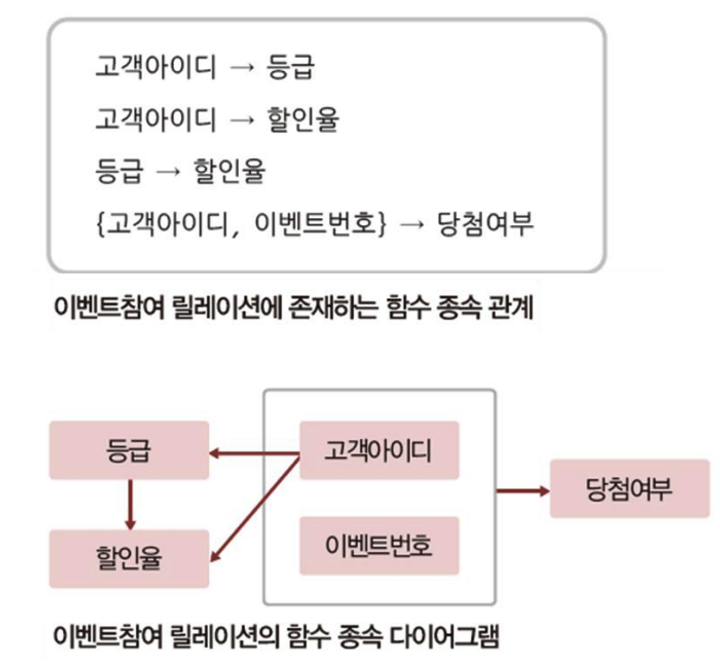 고객아이디 → 등급
고객아이디 → 할인율
등급 → 할인율
{고객아이디, 이벤트번호} → 당첨여부
이벤트참여 릴레이션에 존재하는 함수 종속 관계
등급
고객아이디
당첨여부
할인율
이벤트번호
이벤트참여 릴레이션의 함수 종속 다이어그램